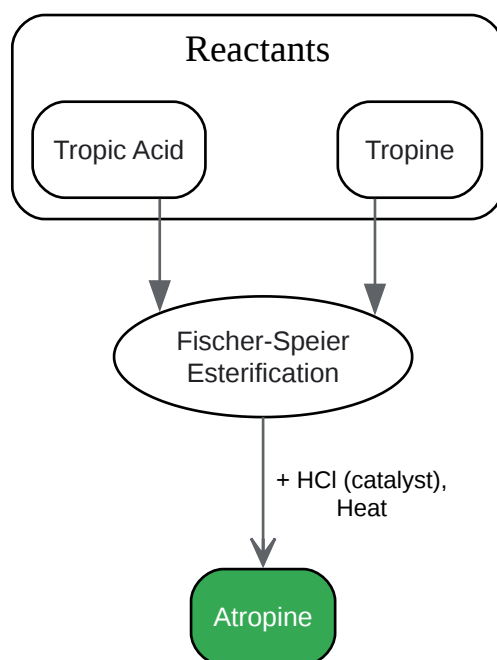 Reactants
Tropic Acid
Tropine
Fischer-Speier
Esterification
+ HCl (catalyst),
Heat
Atropine